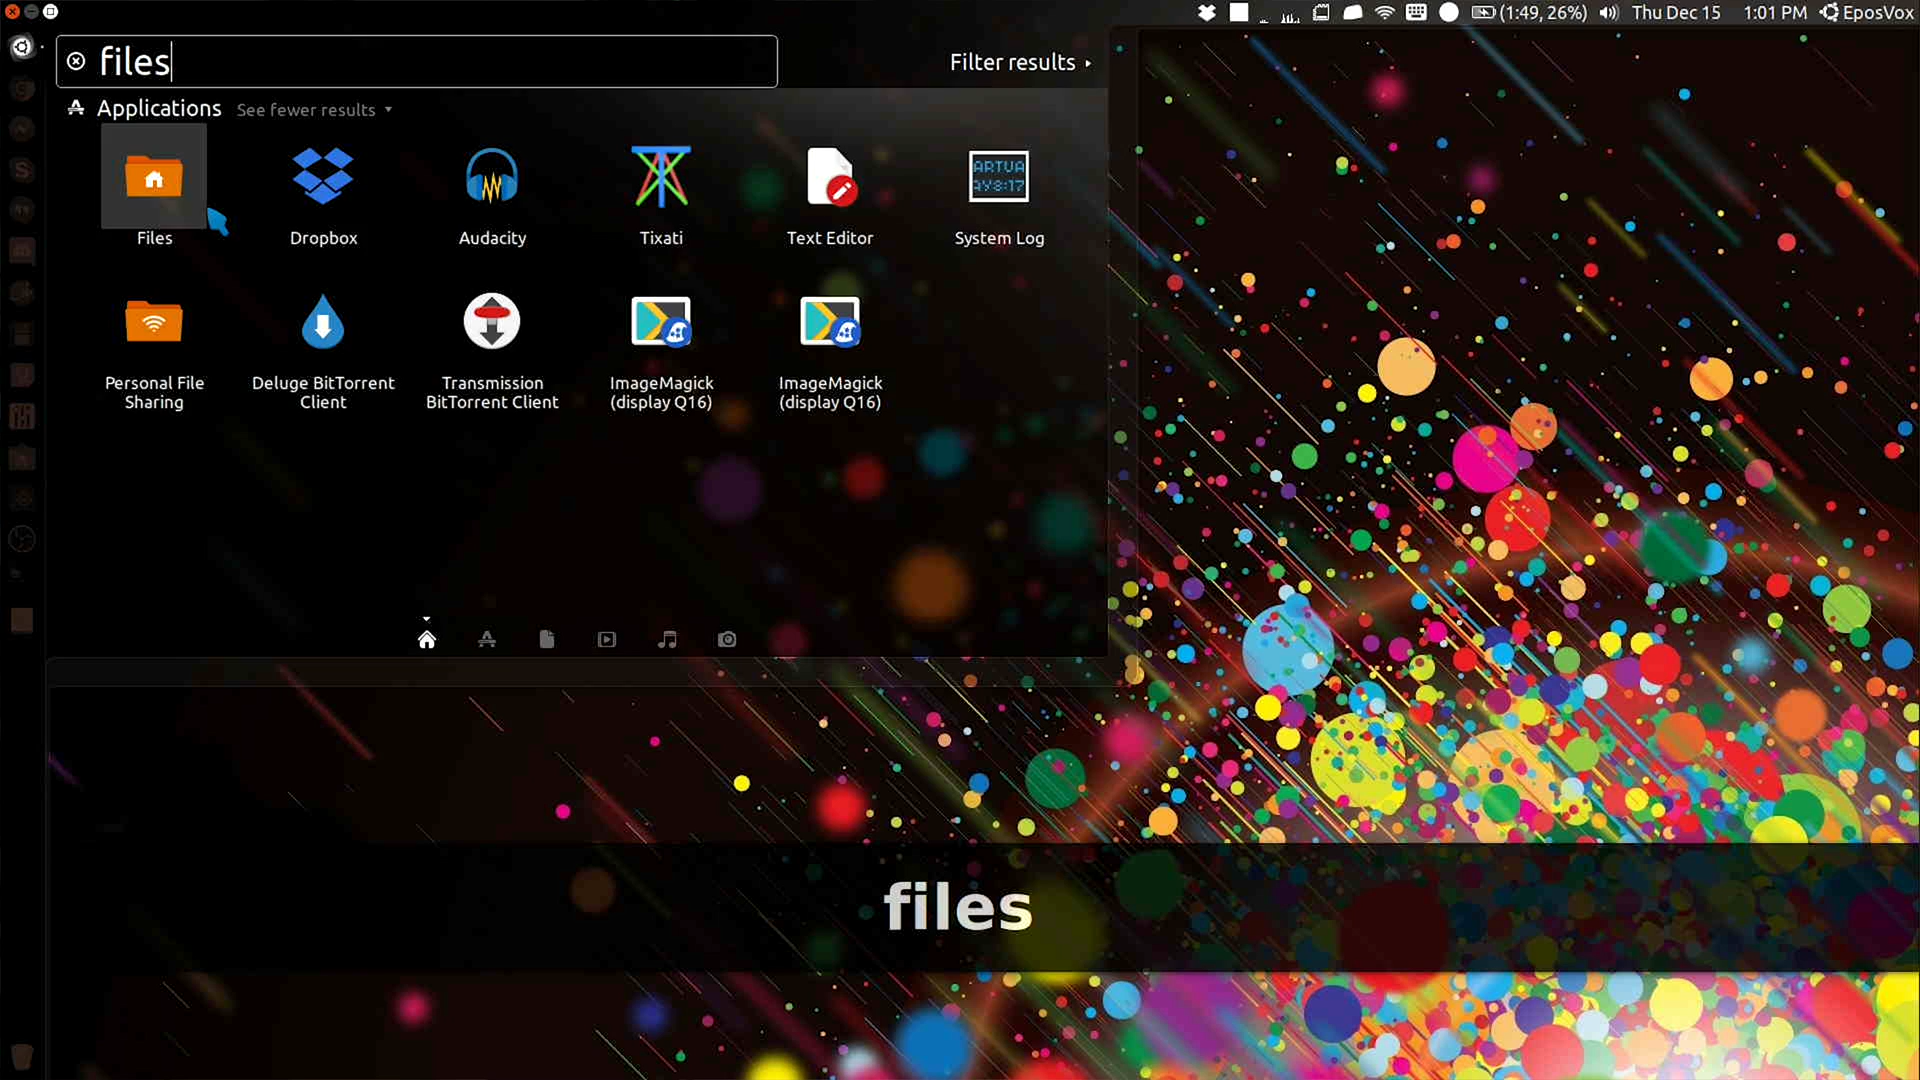 (1:49, 26%) Thu Dec 15 1:01 PM EposVox
files
Filter results
Applications See fewer results
Files
Dropbox
Audacity
Tixati
Text Editor
System Log
Personal File
Sharing
Deluge BitTorrent
Client
Transmission
BitTorrent Client
ImageMagick
(display Q16)
ImageMagick
(display Q16)
files